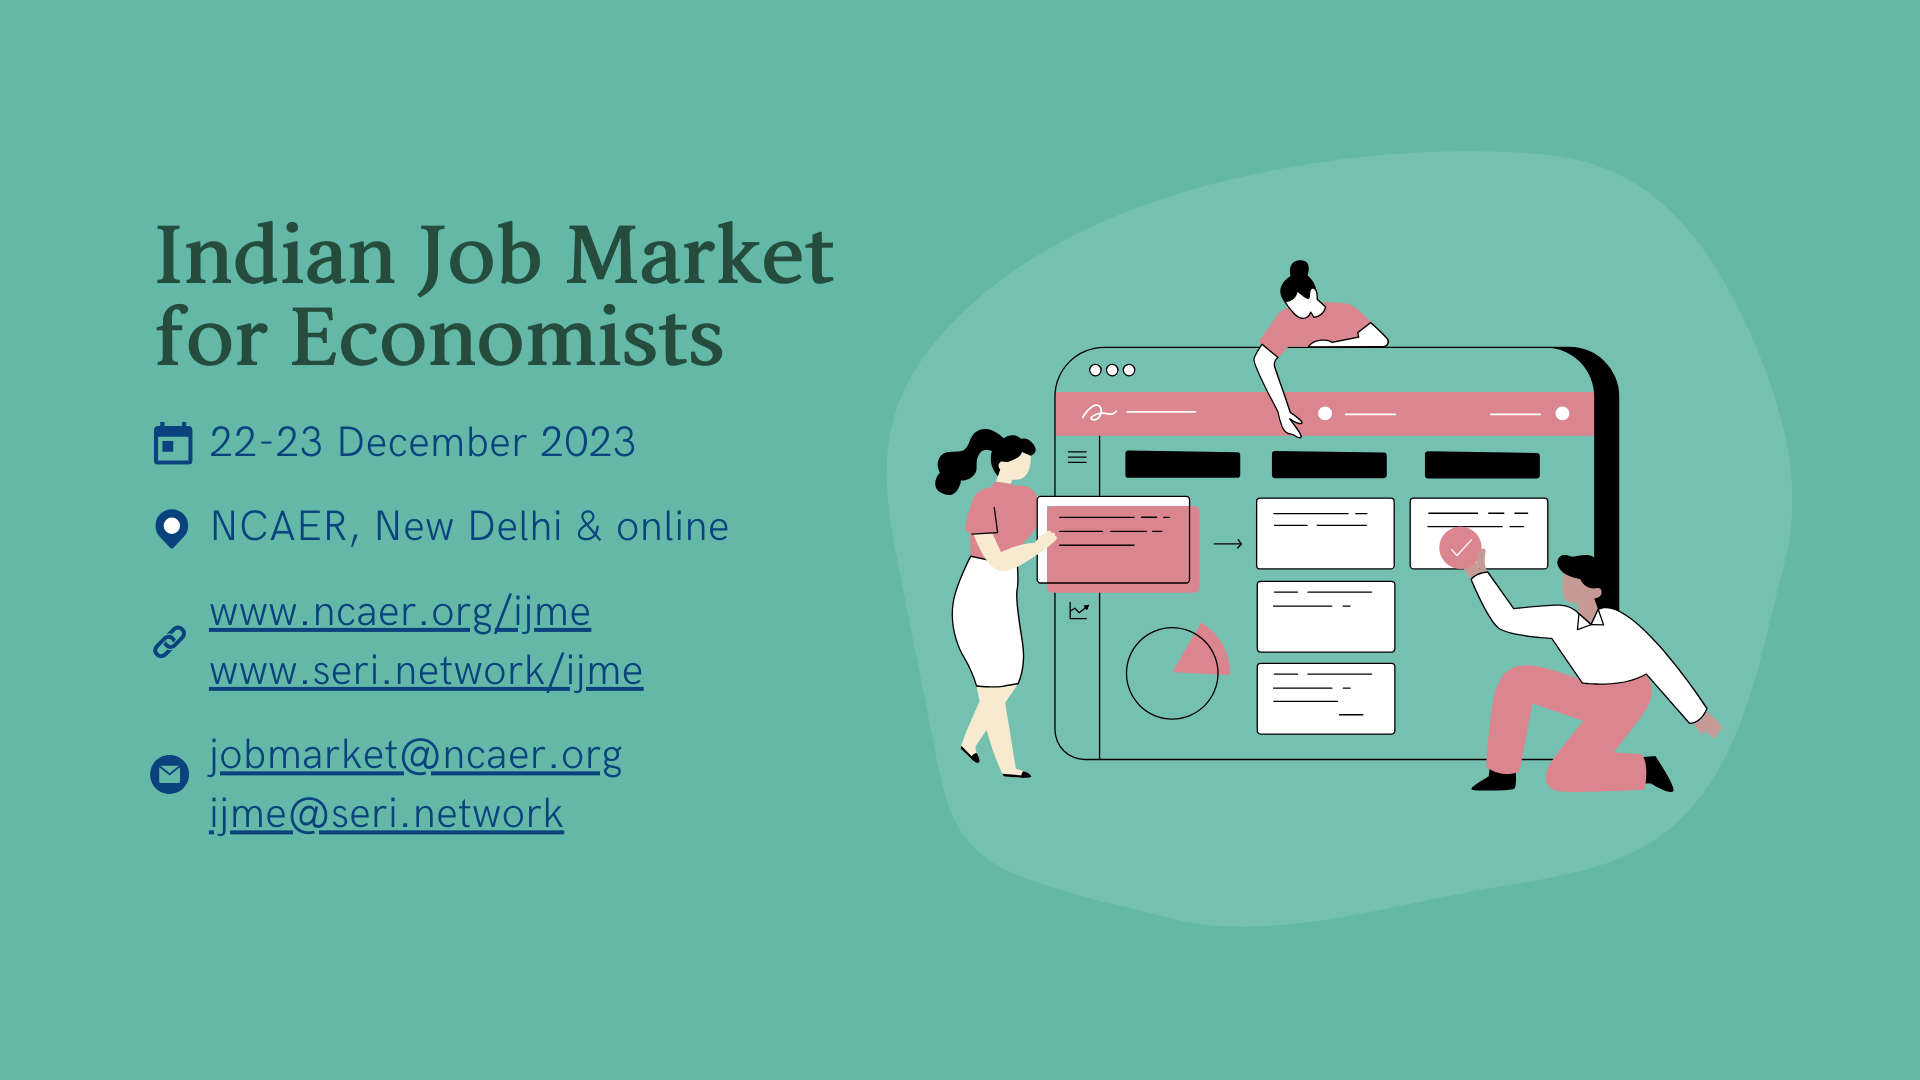 Indian Job Market
for Economists
22-23 December 2023
NCAER, New Delhi & online
www.ncaer.org/ijme
www.seri.network/ijme
jobmarket@ncaer.org
ijme@seri.network